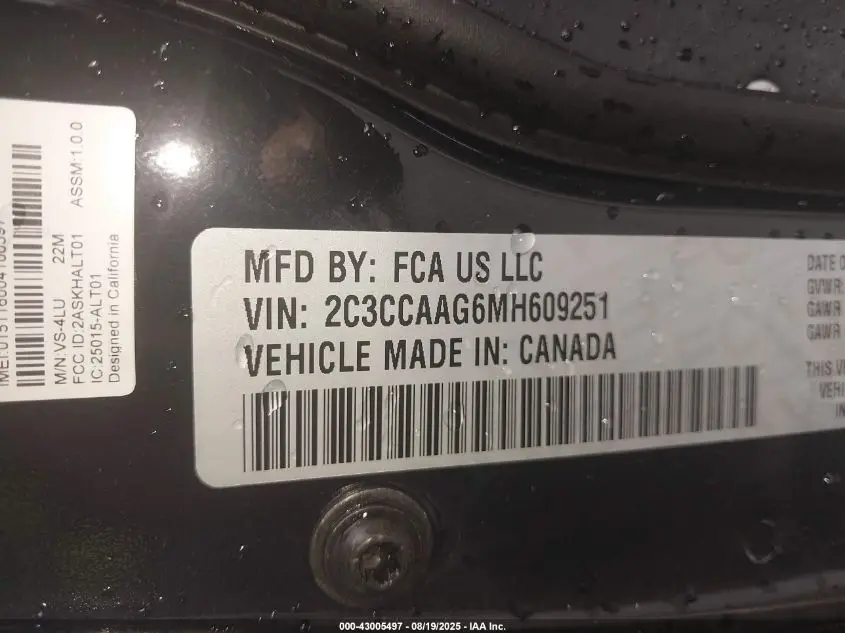 ASSM:1.0.0
22M
M/N:VS-4LU
FCC ID:2ASKHALT01
IC:25015-ALT01
Designed in California
MFD BY: FCA US LLC
VIN: 2C3CCAAG6MH609251
VEHICLE MADE IN: CANADA
DATE O
GVWR:
GAWR
GAWR
THIS V
VEHI
IN
000-43005497 - 08/19/2025 - IAA Inc.